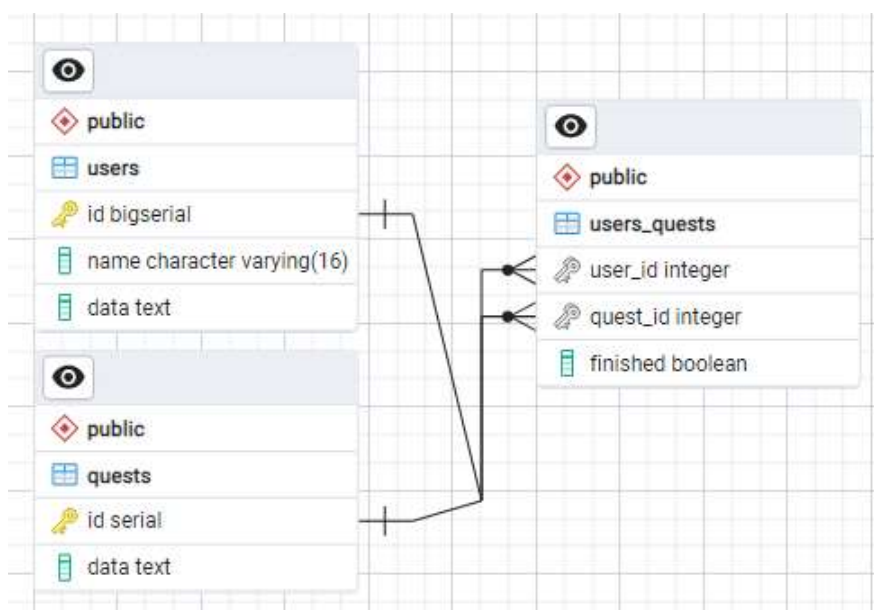 public
users
id bigserial
name character varying(16)
data text
public
quests
id serial
data text
public
users_quests
user_id integer
quest_id integer
finished boolean